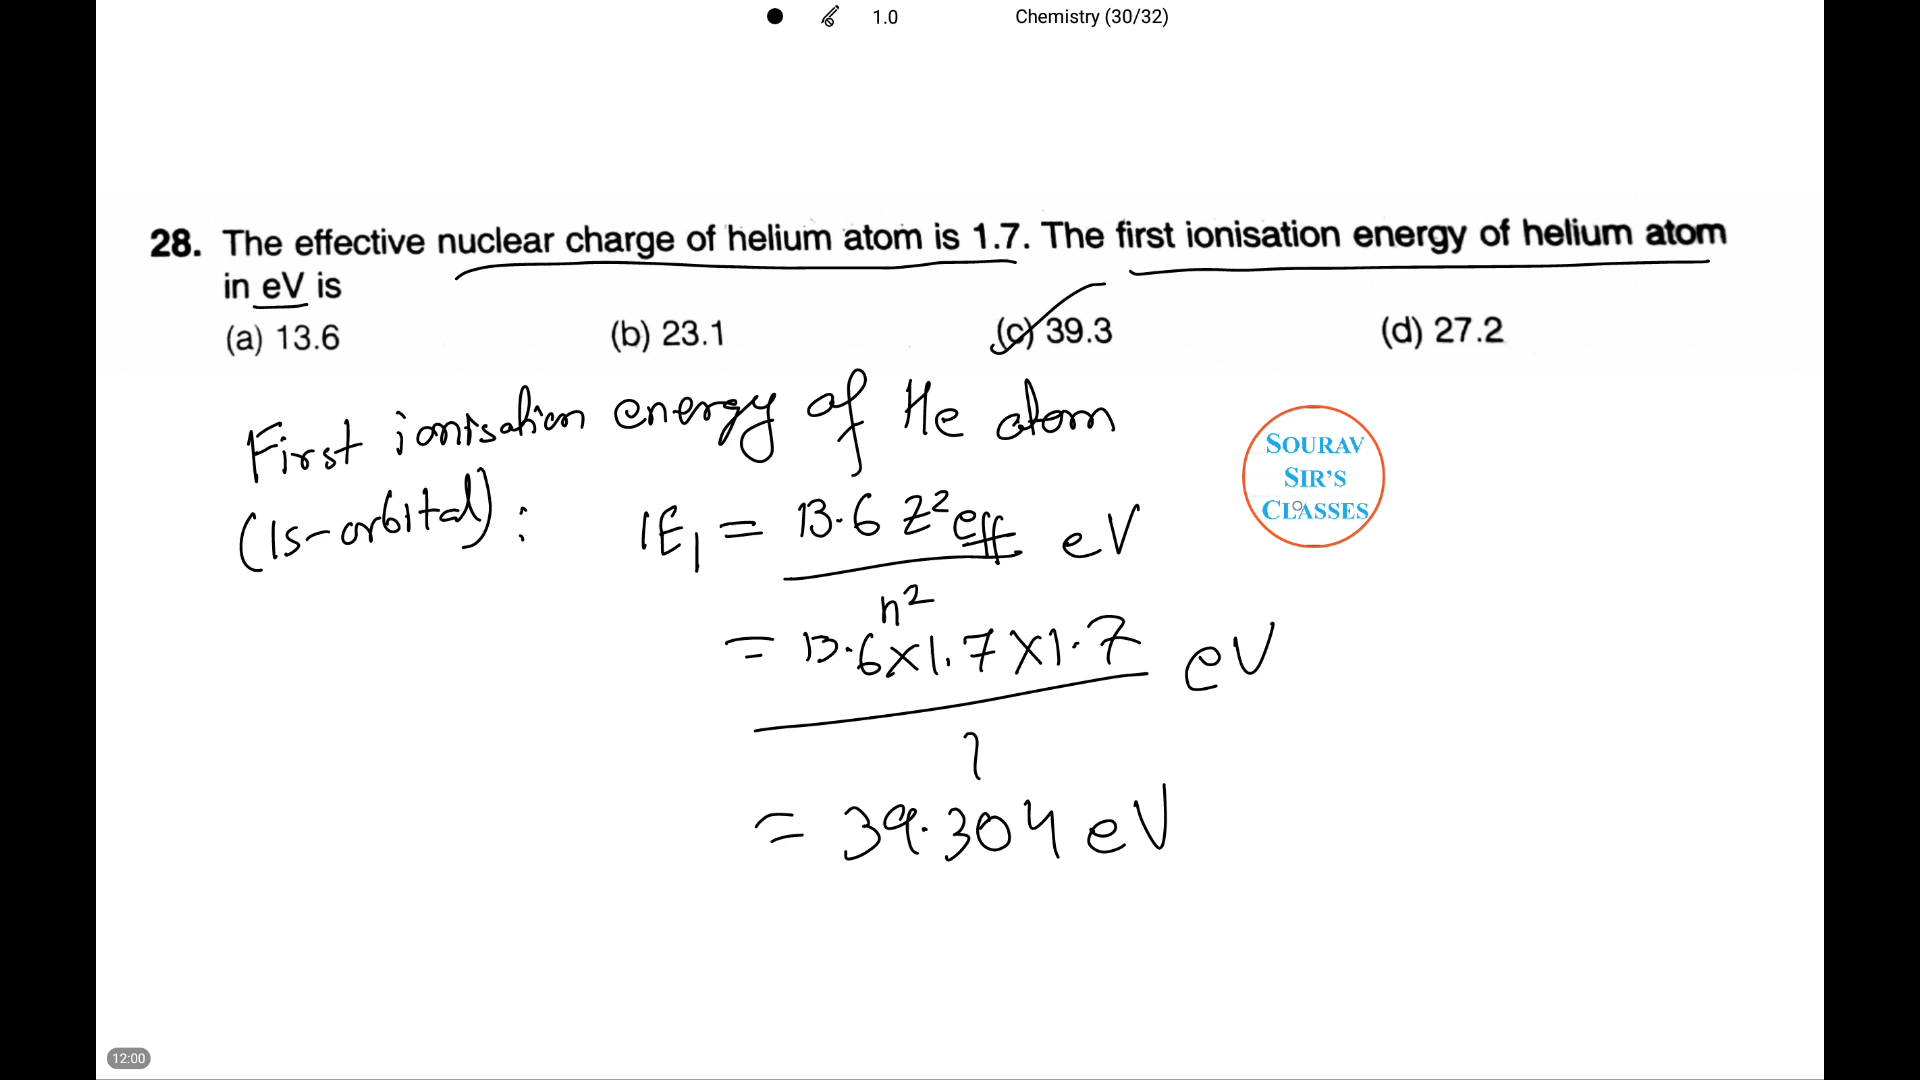 1.0 Chemistry (30/32)
28. The effective nuclear charge of helium atom is 1.7. The first ionisation energy of helium atom
in eV is
(a) 13.6 (b) 23.1 (c) 39.3 (d) 27.2
First ionisation energy of He atom
(1s-orbital): IE₁ = 13.6 Z²eff eV
n²
= 13.6×1.7×1.7 eV
1
= 39.304 eV
SOURAV
SIR'S
CLASSES
12:00